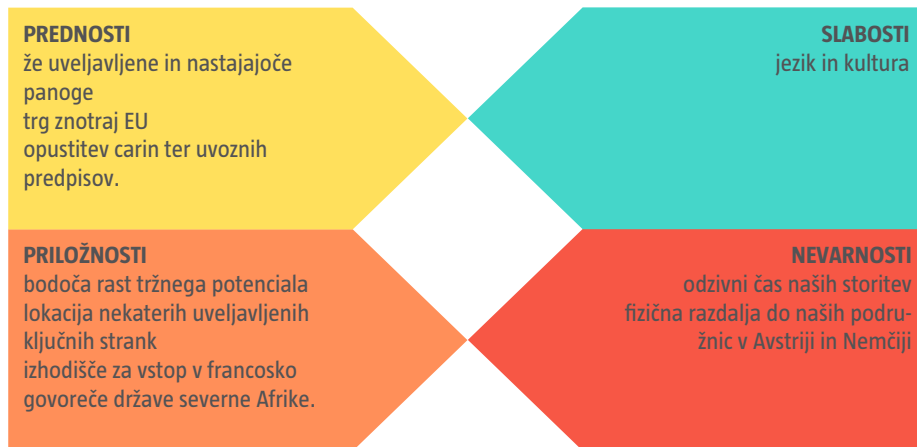 PREDNOSTI
že uveljavljene in nastajajoče
panoge
trg znotraj EU
opustitev carin ter uvoznih
predpisov.
SLABOSTI
jezik in kultura
PRILOŽNOSTI
bodoča rast tržnega potenciala
lokacija nekaterih uveljavljenih
ključnih strank
izhodišče za vstop v francosko
govoreče države severne Afrike.
NEVARNOSTI
odzivni čas naših storitev
fizična razdalja do naših podru-
žnic v Avstriji in Nemčiji